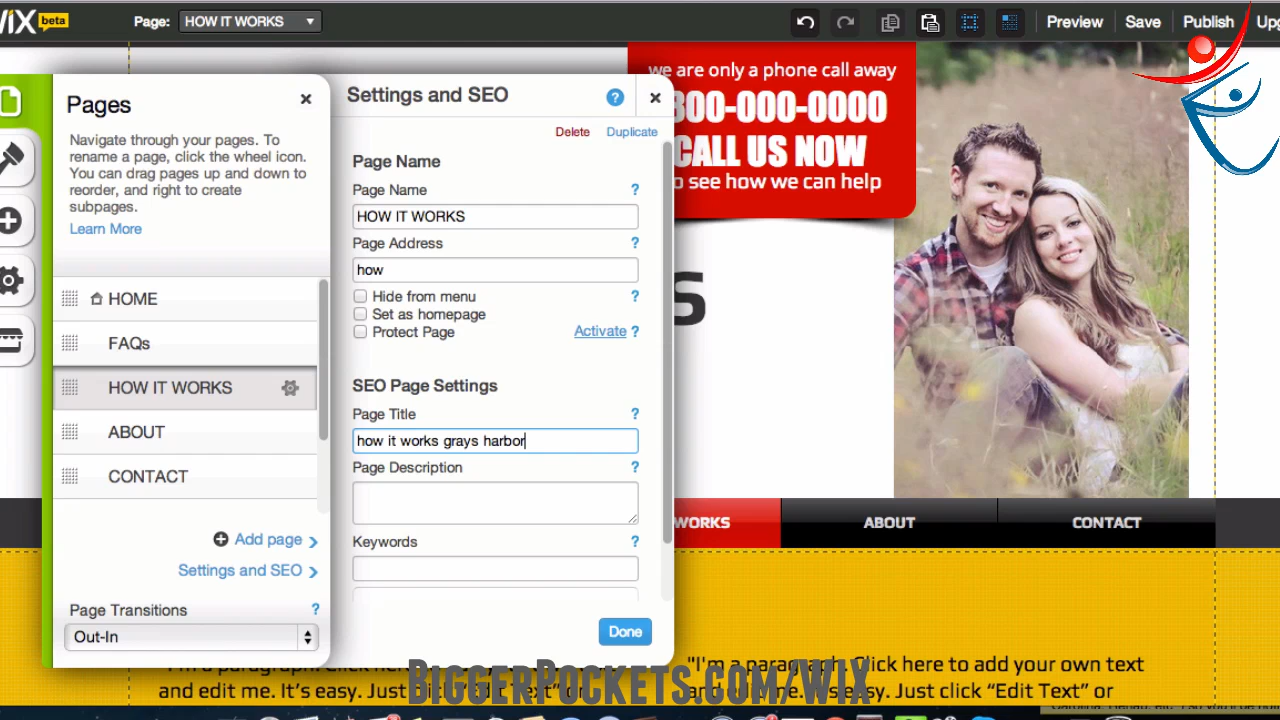 WiX beta
Page: HOW IT WORKS
Preview
Save
Publish
we are only a phone call away
800-000-0000
CALL US NOW
to see how we can help
Pages
Navigate through your pages. To
rename a page, click the wheel icon.
You can drag pages up and down to
reorder, and right to create
subpages.
Learn More
HOME
FAQs
HOW IT WORKS
ABOUT
CONTACT
Add page
Settings and SEO
Page Transitions ?
Out-In
Settings and SEO ?
Delete Duplicate
Page Name
Page Name ?
HOW IT WORKS
Page Address ?
how
Hide from menu ?
Set as homepage
Protect Page Activate ?
SEO Page Settings
Page Title ?
how it works grays harbor
Page Description ?
Keywords ?
Done
WORKS
ABOUT
CONTACT
"I'm a paragraph. Click here to add your own text
and edit me. It's easy. Just click “Edit Text” or
and edit me. It's easy. Just click “Edit Text” or
BiggerPockets.com/WIX